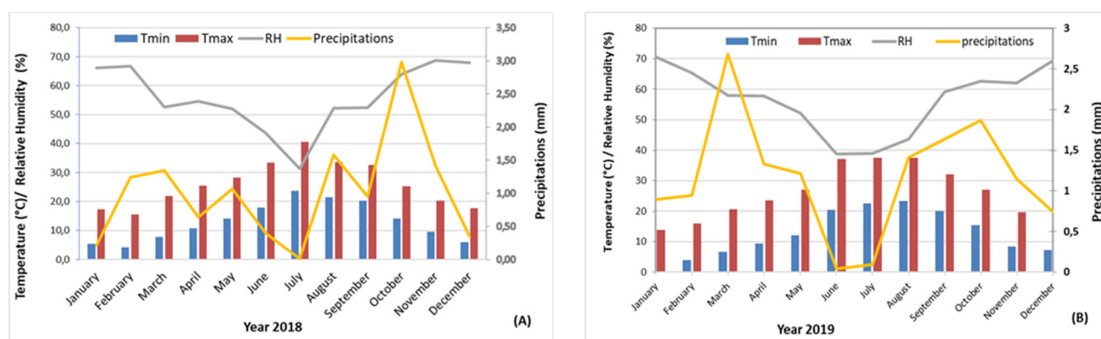 80,0
70,0
60,0
50,0
40,0
30,0
20,0
10,0
0,0
Temperature (°C)/ Relative Humidity (%)
Tmin Tmax RH Precipitations
3,50
3,00
2,50
2,00
1,50
1,00
0,50
0,00
Precipitations (mm)
January
February
March
April
May
June
July
August
September
October
November
December
Year 2018
(A)
80
70
60
50
40
30
20
10
0
Temperature (°C)/ Relative Humidity (%)
Tmin Tmax RH precipitations
3
2,5
2
1,5
1
0,5
0
Precipitations (mm)
January
February
March
April
May
June
July
August
September
October
November
December
Year 2019
(B)